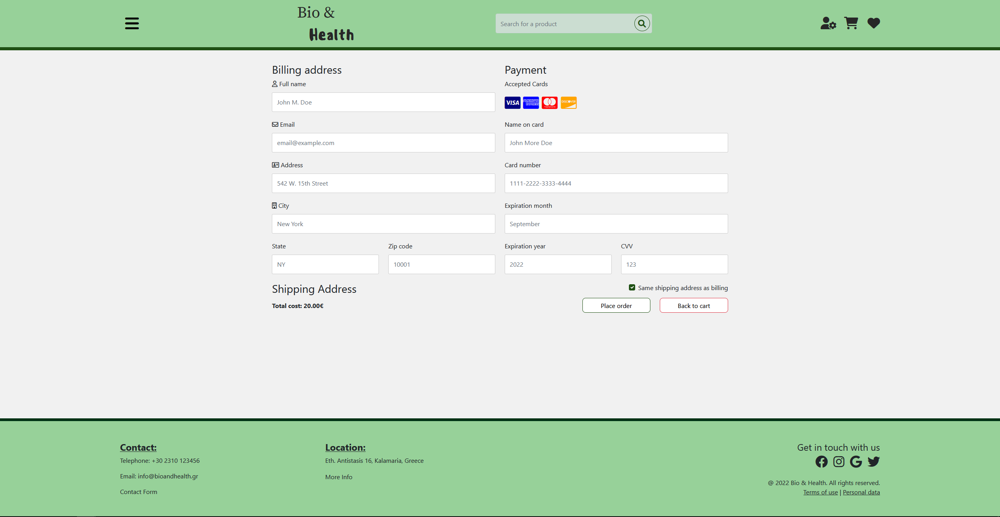 Bio &
Health
Search for a product
Billing address
Full name
John M. Doe
Email
email@example.com
Address
542 W. 15th Street
City
New York
State
Zip code
NY
10001
Payment
Accepted Cards
VISA
AMERICAN
EXPRESS
mastercard
DISCOVER
Name on card
John More Doe
Card number
1111-2222-3333-4444
Expiration month
September
Expiration year
CVV
2022
123
Shipping Address
Same shipping address as billing
Total cost: 20.00€
Place order
Back to cart
Contact:
Telephone: +30 2310 123456
Email: info@bioandhealth.gr
Contact Form
Location:
Eth. Antistasis 16, Kalamaria, Greece
More Info
Get in touch with us
@ 2022 Bio & Health. All rights reserved.
Terms of use | Personal data